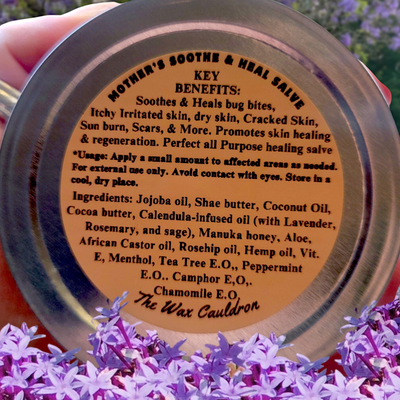 MOTHER'S SOOTHE & HEAL SALVE
KEY
BENEFITS:
Soothes & Heals bug bites,
Itchy Irritated skin, dry skin, Cracked Skin,
Sun burn, Scars, & More. Promotes skin healing
& regeneration. Perfect all Purpose healing salve
*Usage: Apply a small amount to affected areas as needed.
For external use only. Avoid contact with eyes. Store in a
cool, dry place.
Ingredients: Jojoba oil, Shae butter, Coconut Oil,
Cocoa butter, Calendula-infused oil (with Lavender,
Rosemary, and sage), Manuka honey, Aloe,
African Castor oil, Rosehip oil, Hemp oil, Vit.
E, Menthol, Tea Tree E.O,, Peppermint
E.O.. Camphor E,O,.
Chamomile E.O.
The Wax Cauldron